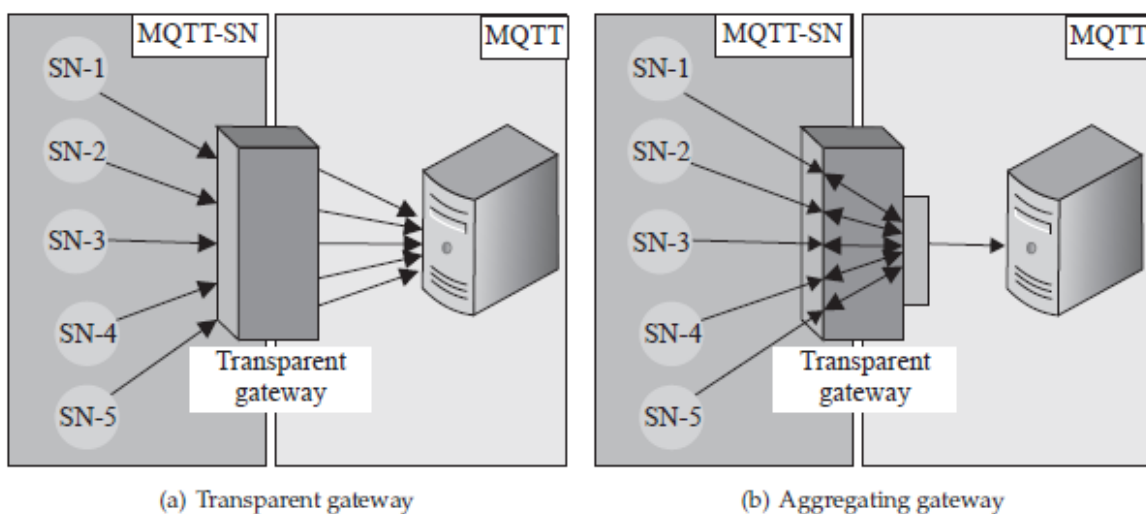 MQTT-SN
MQTT
SN-1
SN-2
SN-3
SN-4
SN-5
Transparent
gateway
(a) Transparent gateway
MQTT-SN
MQTT
SN-1
SN-2
SN-3
SN-4
SN-5
Transparent
gateway
(b) Aggregating gateway